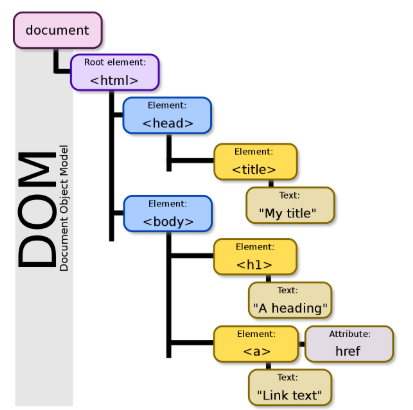 document
Root element:
<html>
Element:
<head>
Element:
<title>
Text:
"My title"
DOM
Document Object Model
Element:
<body>
Element:
<h1>
Text:
"A heading"
Element:
<a>
Attribute:
href
Text:
"Link text"